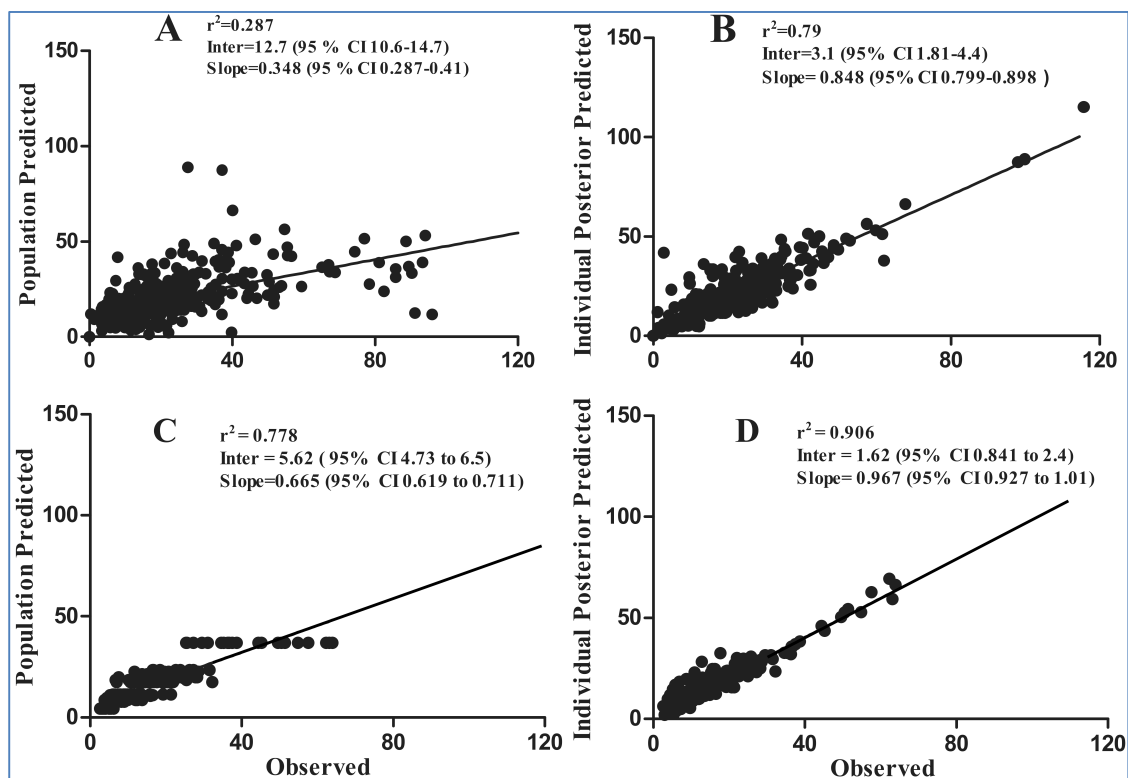 A
r²=0.287
Inter=12.7 (95 % CI 10.6-14.7)
Slope=0.348 (95 % CI 0.287-0.41)
Population Predicted
150
100
50
0
0 40 80 120
B
r²=0.79
Inter=3.1 (95% CI 1.81-4.4)
Slope= 0.848 (95% CI 0.799-0.898 )
Individual Posterior Predicted
150
100
50
0
0 40 80 120
C
r² = 0.778
Inter = 5.62 ( 95% CI 4.73 to 6.5)
Slope=0.665 (95% CI 0.619 to 0.711)
Population Predicted
150
100
50
0
0 40 80 120
Observed
D
r² = 0.906
Inter = 1.62 (95% CI 0.841 to 2.4)
Slope= 0.967 (95% CI 0.927 to 1.01)
Individual Posterior Predicted
150
100
50
0
0 40 80 120
Observed